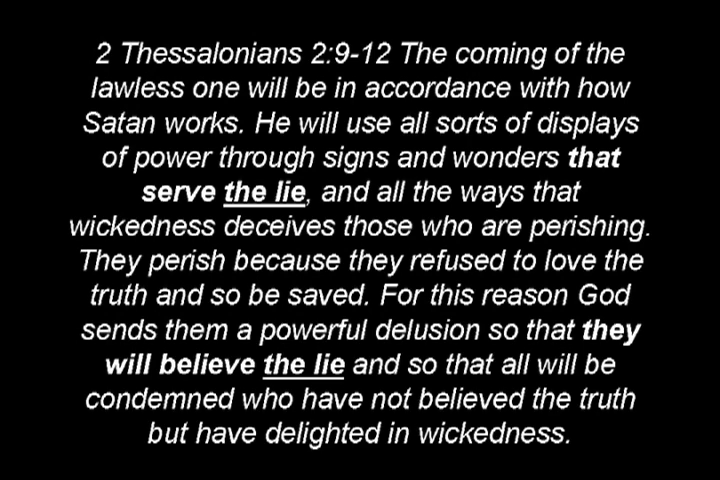 2 Thessalonians 2:9-12 The coming of the
lawless one will be in accordance with how
Satan works. He will use all sorts of displays
of power through signs and wonders that
serve the lie, and all the ways that
wickedness deceives those who are perishing.
They perish because they refused to love the
truth and so be saved. For this reason God
sends them a powerful delusion so that they
will believe the lie and so that all will be
condemned who have not believed the truth
but have delighted in wickedness.